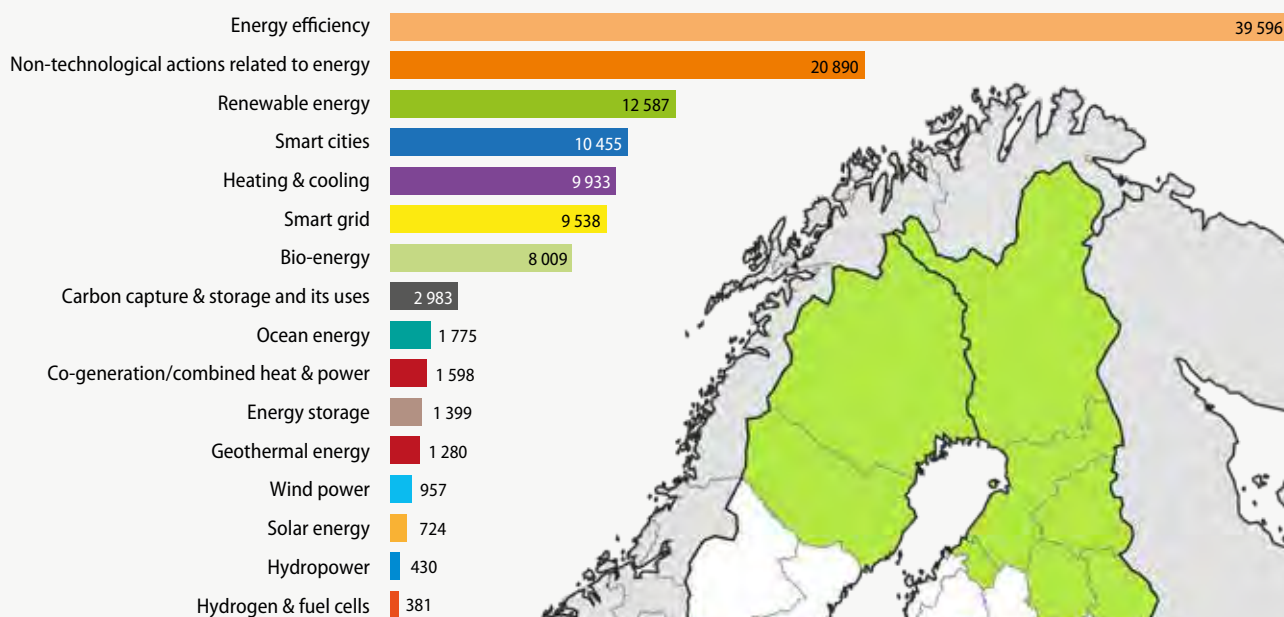 Energy efficiency 39 596
Non-technological actions related to energy 20 890
Renewable energy 12 587
Smart cities 10 455
Heating & cooling 9 933
Smart grid 9 538
Bio-energy 8 009
Carbon capture & storage and its uses 2 983
Ocean energy 1 775
Co-generation/combined heat & power 1 598
Energy storage 1 399
Geothermal energy 1 280
Wind power 957
Solar energy 724
Hydropower 430
Hydrogen & fuel cells 381